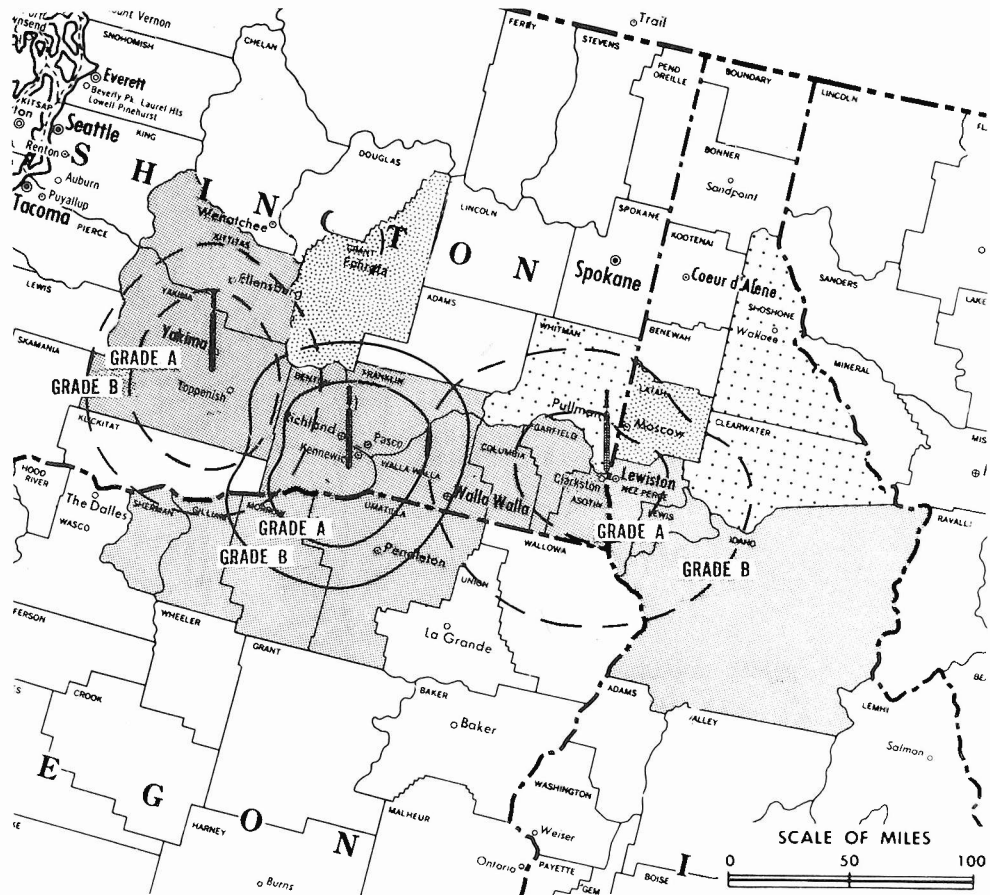 Mount Vernon
SNOHOMISH
CHELAN
FERRY
STEVENS
Trail
PEND
OREILLE
BOUNDARY
LINCOLN
Everett
Beverly Pk. Laurel Hls
Lowell Pinehurst
KITSAP
Seattle
KING
Renton
Auburn
Puyallup
Tacoma
PIERCE
S H I N G T O N
DOUGLAS
Wenatchee
KITTITAS
GRANT
Ephrata
LINCOLN
SPOKANE
Spokane
BONNER
Sandpoint
KOOTENAI
Coeur d'Alene
SHOSHONE
Wallace
SANDERS
LAKE
LEWIS
YAKIMA
Ellensburg
ADAMS
WHITMAN
BENEWAH
MINERAL
SKAMANIA
Yakima
GRADE A
GRADE B
Toppenish
BENTON
FRANKLIN
Richland
Pasco
Kennewick
WALLA WALLA
COLUMBIA
GARFIELD
Pullman
LATAH
Moscow
CLEARWATER
KLICKITAT
Clarkston
ASOTIN
Lewiston
NEZ PERCE
LEWIS
HOOD
RIVER
The Dalles
WASCO
SHERMAN
GILLIAM
MORROW
UMATILLA
Walla Walla
GRADE A
GRADE B
Pendleton
WALLOWA
GRADE A
IDAHO
GRADE B
RAVALLI
UNION
La Grande
WHEELER
GRANT
CROOK
BAKER
Baker
ADAMS
VALLEY
LEMHI
Salmon
E G O N
HARNEY
Burns
MALHEUR
WASHINGTON
Weiser
Ontario
PAYETTE
GEM
BOISE
I
SCALE OF MILES
0 50 100